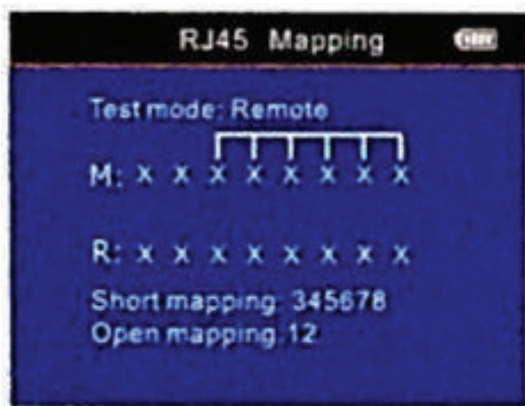 RJ45 Mapping
Test mode: Remote
M: x x x x x x x x
R: x x x x x x x x
Short mapping: 345678
Open mapping:12